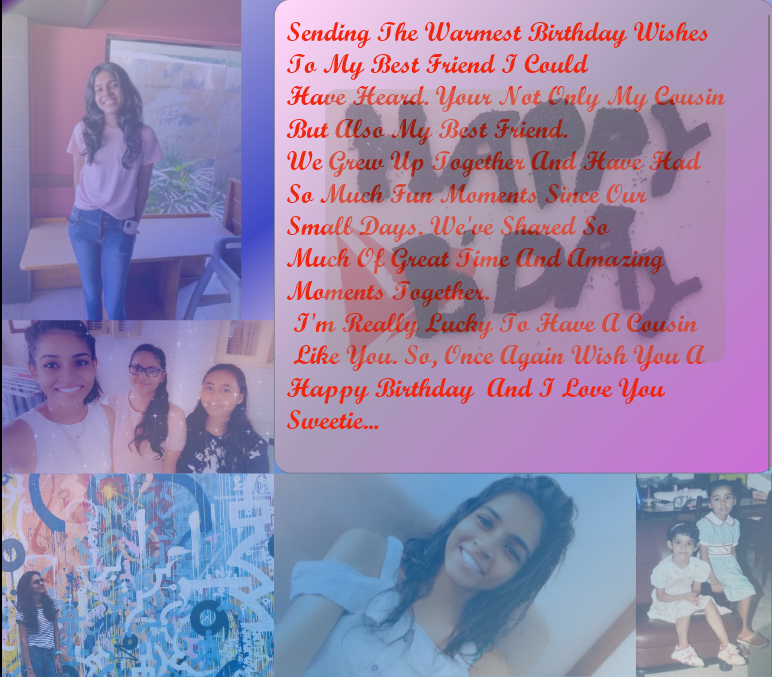 Sending The Warmest Birthday Wishes
To My Best Friend I Could
Have Heard. Your Not Only My Cousin
But Also My Best Friend.
We Grew Up Together And Have Had
So Much Fun Moments Since Our
Small Days. We've Shared So
Much Of Great Time And Amazing
Moments Together.
I'm Really Lucky To Have A Cousin
Like You. So, Once Again Wish You A
Happy Birthday And I Love You
Sweetie...
HAPPY
B'DAY